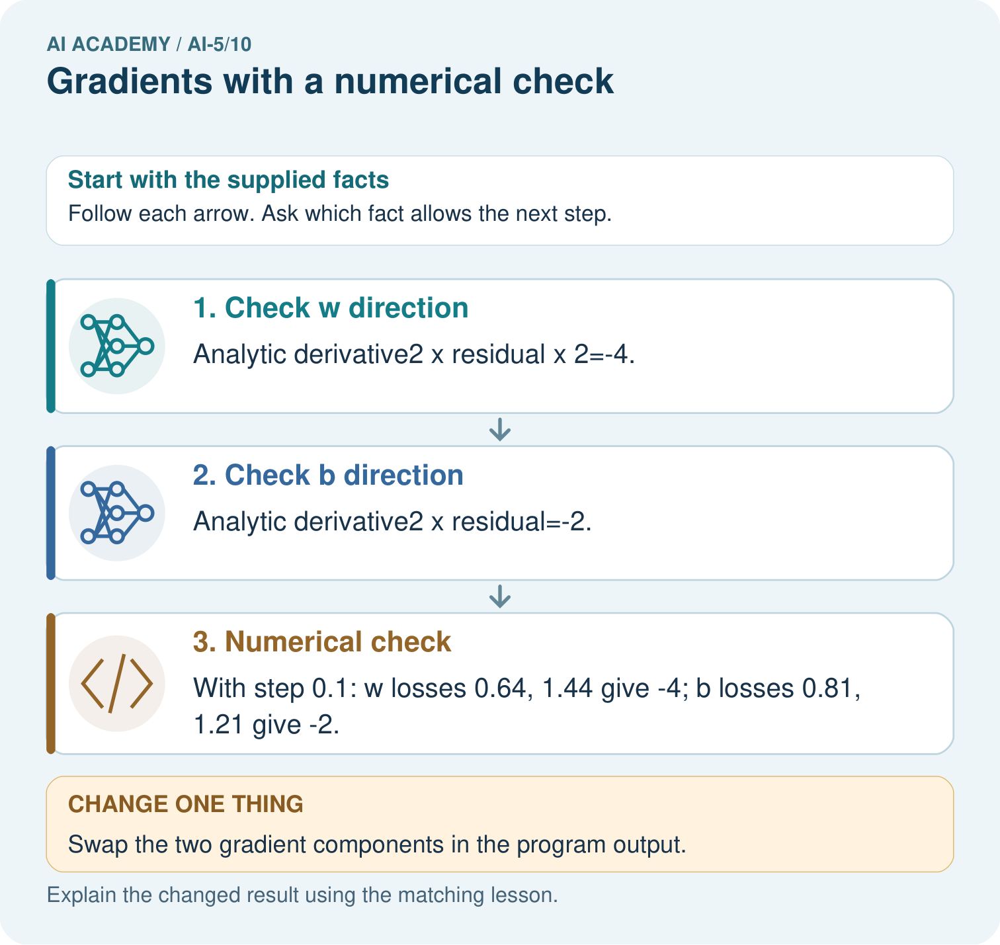 AI ACADEMY / AI-5/10
Gradients with a numerical check
Start with the supplied facts
Follow each arrow. Ask which fact allows the next step.
1. Check w direction
Analytic derivative2 x residual x 2=-4.
2. Check b direction
Analytic derivative2 x residual=-2.
3. Numerical check
With step 0.1: w losses 0.64, 1.44 give -4; b losses 0.81,
1.21 give -2.
CHANGE ONE THING
Swap the two gradient components in the program output.
Explain the changed result using the matching lesson.